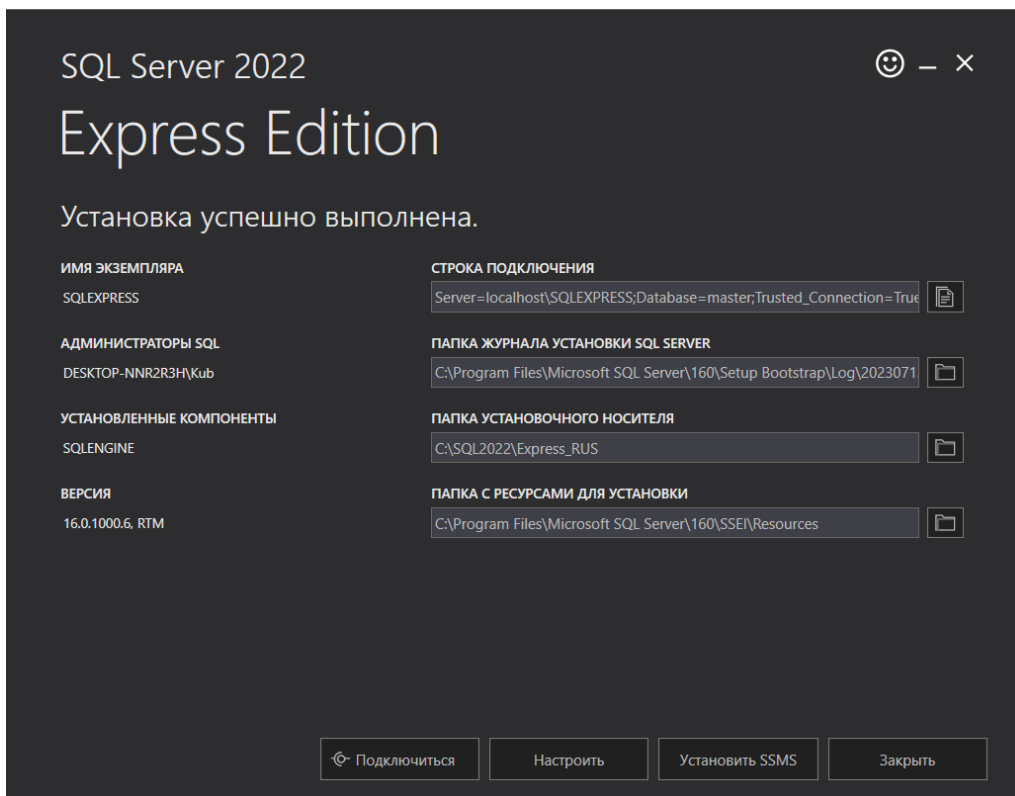 SQL Server 2022
Express Edition
Установка успешно выполнена.
ИМЯ ЭКЗЕМПЛЯРА
SQLEXPRESS
СТРОКА ПОДКЛЮЧЕНИЯ
Server=localhost\SQLEXPRESS;Database=master;Trusted_Connection=True
АДМИНИСТРАТОРЫ SQL
DESKTOP-NNR2R3H\Kub
ПАПКА ЖУРНАЛА УСТАНОВКИ SQL SERVER
C:\Program Files\Microsoft SQL Server\160\Setup Bootstrap\Log\2023071
УСТАНОВЛЕННЫЕ КОМПОНЕНТЫ
SQLENGINE
ПАПКА УСТАНОВОЧНОГО НОСИТЕЛЯ
C:\SQL2022\Express_RUS
ВЕРСИЯ
16.0.1000.6, RTM
ПАПКА С РЕСУРСАМИ ДЛЯ УСТАНОВКИ
C:\Program Files\Microsoft SQL Server\160\SSEI\Resources
Подключиться
Настроить
Установить SSMS
Закрыть